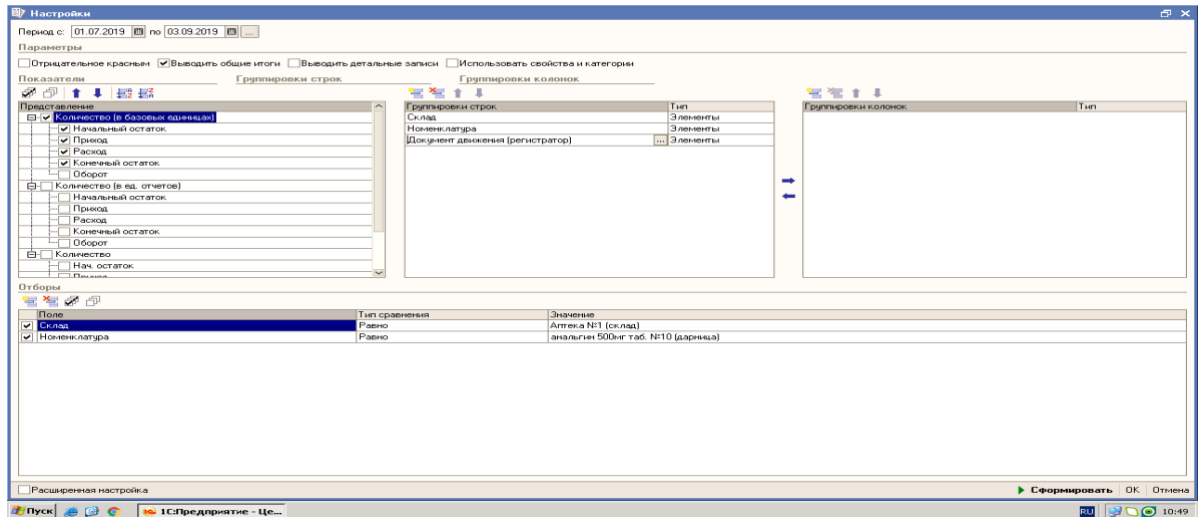 Настройки
Период с: 01.07.2019 по 03.09.2019 ...
Параметры
Отрицательное красным Выводить общие итоги Выводить детальные записи Использовать свойства и категории
Показатели Группировки строк Группировки колонок
Представление
Количество (в базовых единицах)
Начальный остаток
Приход
Расход
Конечный остаток
Оборот
Количество (в ед. отчетов)
Начальный остаток
Приход
Расход
Конечный остаток
Оборот
Количество
Нач. остаток
Приход
Группировки строк Тип
Склад Элементы
Номенклатура Элементы
Документ движения (регистратор) ... Элементы
Группировки колонок Тип
Отборы
Поле Тип сравнения Значение
Склад Равно Аптека №1 (склад)
Номенклатура Равно анальгин 500мг таб. №10 (дарница)
Расширенная настройка Сформировать OK Отмена
Пуск 1С:Предприятие - Це... RU 10:49